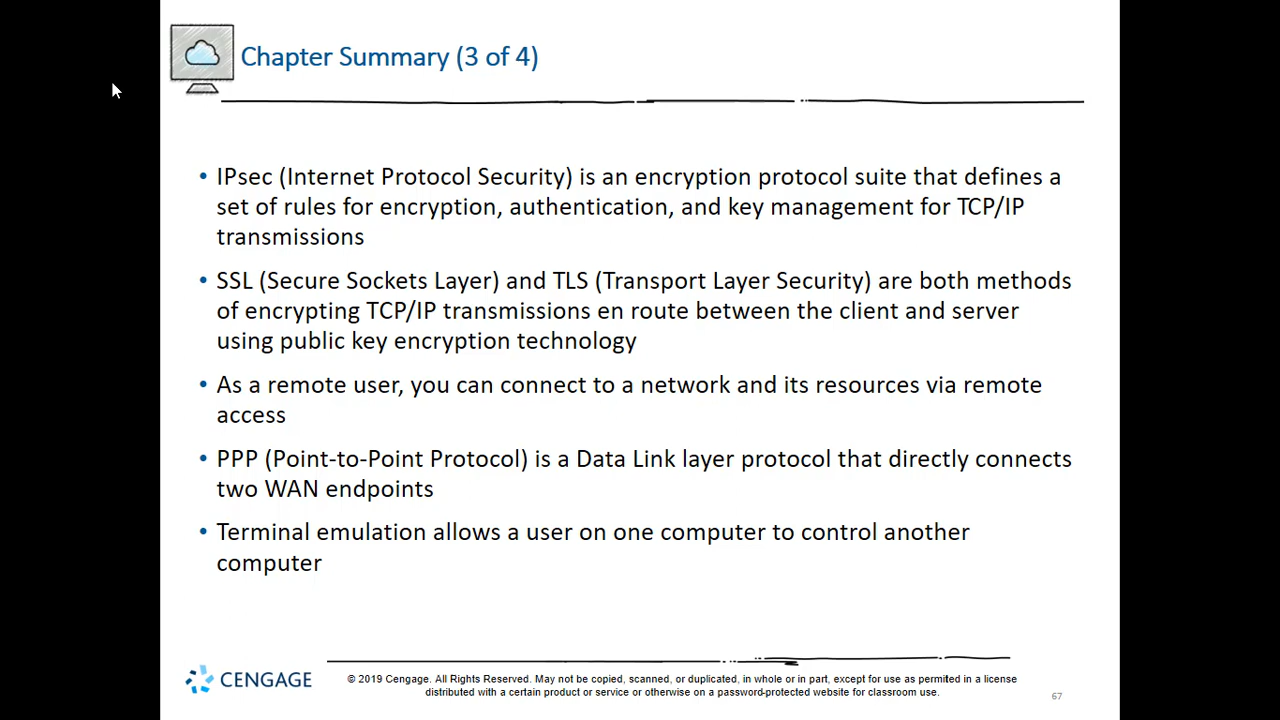 Chapter Summary (3 of 4)
• IPsec (Internet Protocol Security) is an encryption protocol suite that defines a
set of rules for encryption, authentication, and key management for TCP/IP
transmissions
• SSL (Secure Sockets Layer) and TLS (Transport Layer Security) are both methods
of encrypting TCP/IP transmissions en route between the client and server
using public key encryption technology
• As a remote user, you can connect to a network and its resources via remote
access
• PPP (Point-to-Point Protocol) is a Data Link layer protocol that directly connects
two WAN endpoints
• Terminal emulation allows a user on one computer to control another
computer
CENGAGE
© 2019 Cengage. All Rights Reserved. May not be copied, scanned, or duplicated, in whole or in part, except for use as permitted in a license
distributed with a certain product or service or otherwise on a password-protected website for classroom use.
67